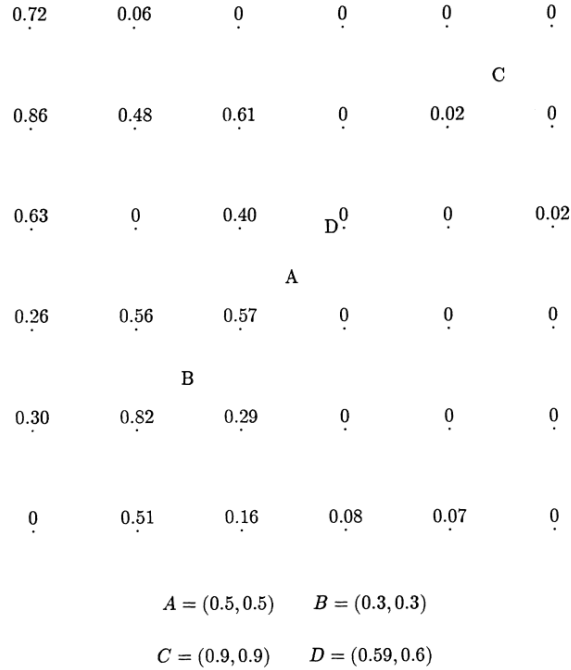 0.72 0.06 0 0 0 0
C
0.86 0.48 0.61 0 0.02 0
0.63 0 0.40 0 0 0.02
D
A
0.26 0.56 0.57 0 0 0
B
0.30 0.82 0.29 0 0 0
0 0.51 0.16 0.08 0.07 0
A = (0.5, 0.5) B = (0.3, 0.3)
C = (0.9, 0.9) D = (0.59, 0.6)